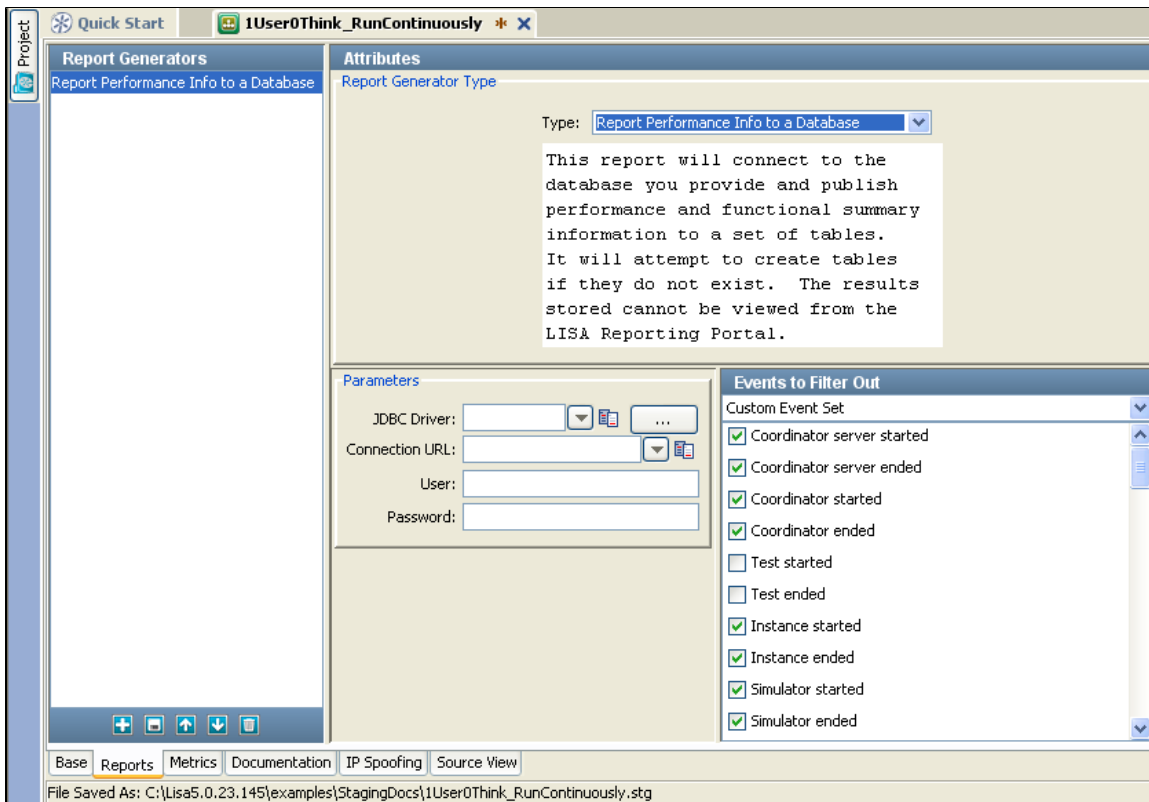 Project
Quick Start
1User0Think_RunContinuously *
Report Generators
Report Performance Info to a Database
Attributes
Report Generator Type
Type: Report Performance Info to a Database
This report will connect to the
database you provide and publish
performance and functional summary
information to a set of tables.
It will attempt to create tables
if they do not exist.  The results
stored cannot be viewed from the
LISA Reporting Portal.
Parameters
JDBC Driver: ...
Connection URL:
User:
Password:
Events to Filter Out
Custom Event Set
Coordinator server started
Coordinator server ended
Coordinator started
Coordinator ended
Test started
Test ended
Instance started
Instance ended
Simulator started
Simulator ended
Base Reports Metrics Documentation IP Spoofing Source View
File Saved As: C:\Lisa5.0.23.145\examples\StagingDocs\1User0Think_RunContinuously.stg